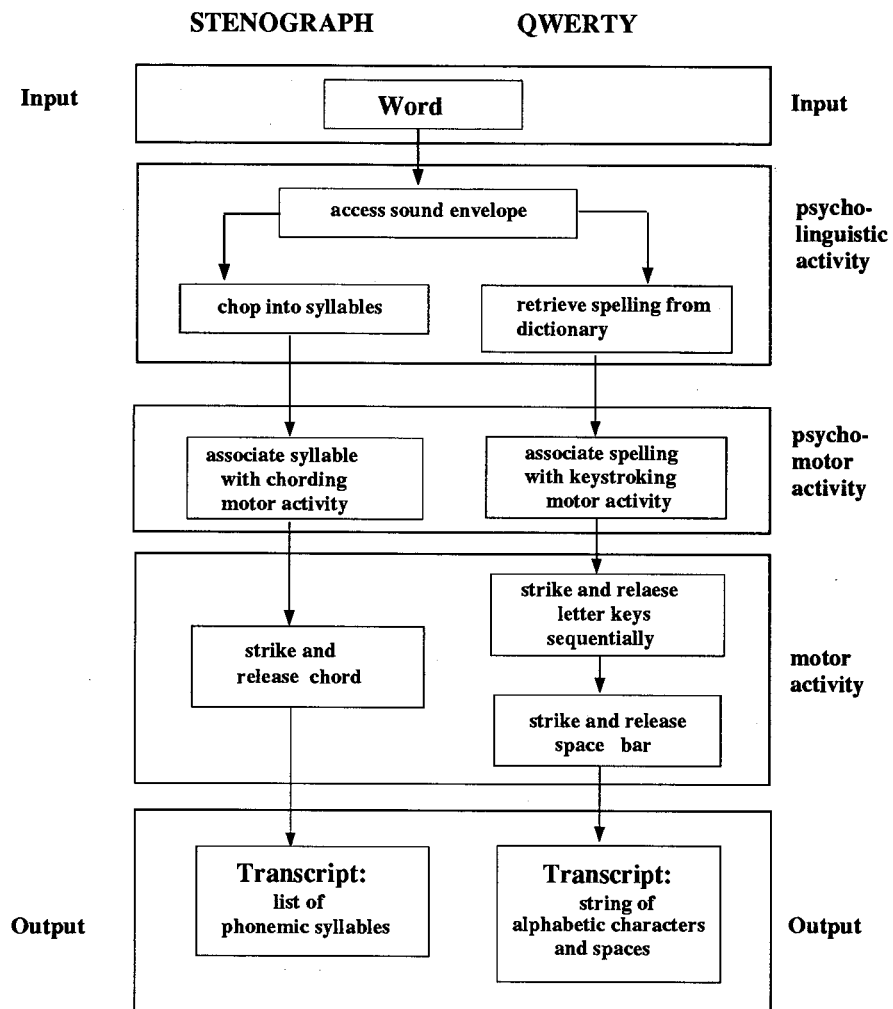 STENOGRAPH QWERTY
Input Word Input
access sound envelope
psycho-
linguistic
activity
chop into syllables
retrieve spelling from
dictionary
associate syllable
with chording
motor activity
associate spelling
with keystroking
motor activity
psycho-
motor
activity
strike and relaese
letter keys
sequentially
strike and
release chord
motor
activity
strike and release
space bar
Transcript:
list of
phonemic syllables
Transcript:
string of
alphabetic characters
and spaces
Output Output